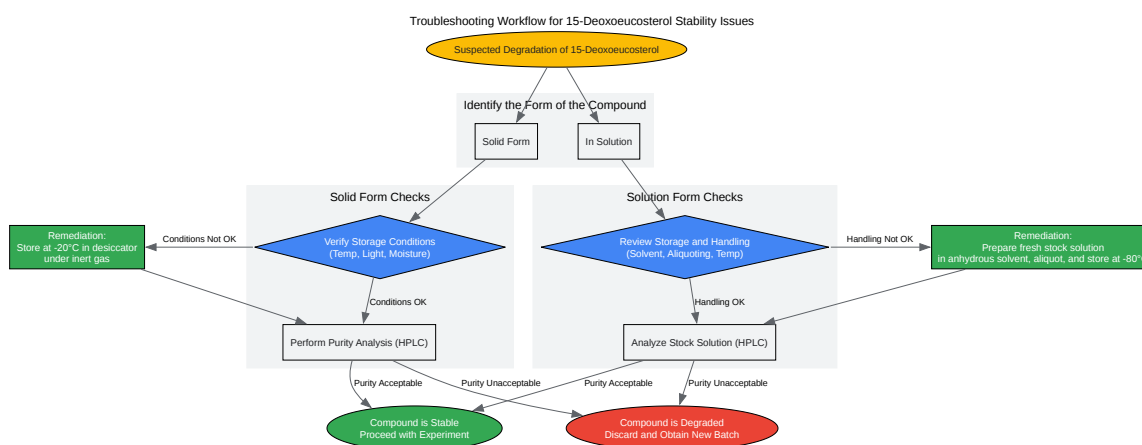 Troubleshooting Workflow for 15-Deoxoeucosterol Stability Issues
Suspected Degradation of 15-Deoxoeucosterol
Identify the Form of the Compound
Solid Form
In Solution
Solid Form Checks
Solution Form Checks
Remediation:
Store at -20°C in desiccator
under inert gas
Conditions Not OK
Verify Storage Conditions
(Temp, Light, Moisture)
Review Storage and Handling
(Solvent, Aliquoting, Temp)
Handling Not OK
Remediation:
Prepare fresh stock solution
in anhydrous solvent, aliquot, and store at -80°C
Conditions OK
Handling OK
Perform Purity Analysis (HPLC)
Analyze Stock Solution (HPLC)
Purity Acceptable
Purity Unacceptable
Purity Acceptable
Purity Unacceptable
Compound is Stable
Proceed with Experiment
Compound is Degraded
Discard and Obtain New Batch